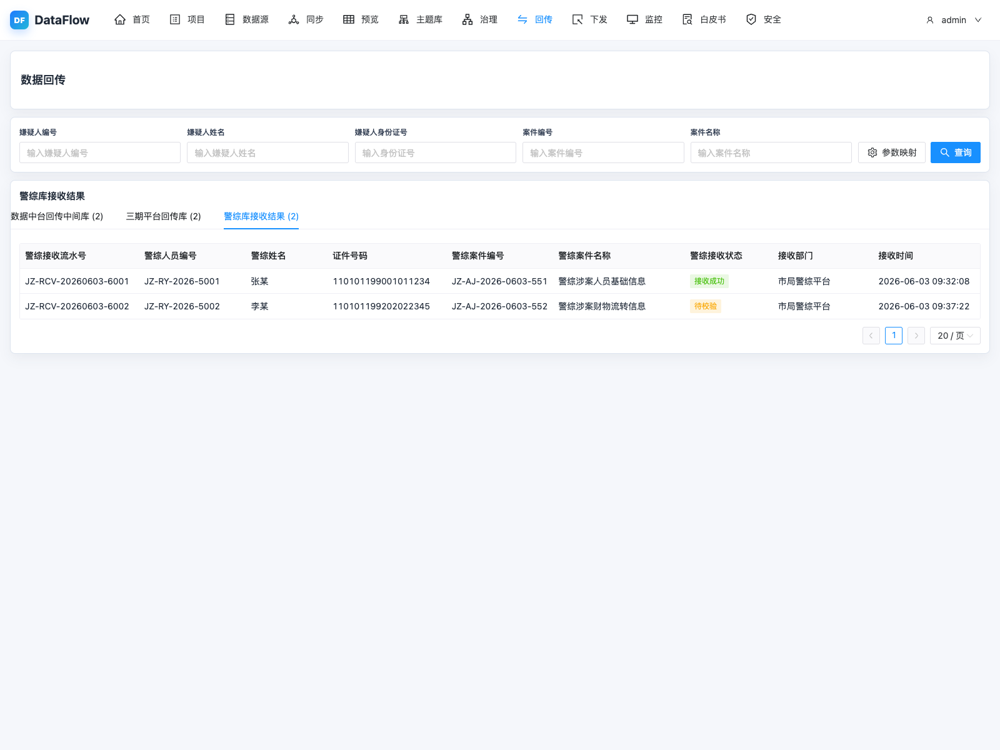 DF DataFlow 首页 项目 数据源 同步 预览 主题库 治理 回传 下发 监控 白皮书 安全 admin
数据回传
嫌疑人编号 嫌疑人姓名 嫌疑人身份证号 案件编号 案件名称
输入嫌疑人编号 输入嫌疑人姓名 输入身份证号 输入案件编号 输入案件名称 参数映射 查询
警综库接收结果
数据中台回传中间库 (2) 三期平台回传库 (2) 警综库接收结果 (2)
警综接收流水号 警综人员编号 警综姓名 证件号码 警综案件编号 警综案件名称 警综接收状态 接收部门 接收时间
JZ-RCV-20260603-6001 JZ-RY-2026-5001 张某 110101199001011234 JZ-AJ-2026-0603-551 警综涉案人员基础信息 接收成功 市局警综平台 2026-06-03 09:32:08
JZ-RCV-20260603-6002 JZ-RY-2026-5002 李某 110101199202022345 JZ-AJ-2026-0603-552 警综涉案财物流转信息 待校验 市局警综平台 2026-06-03 09:37:22
1 20 / 页